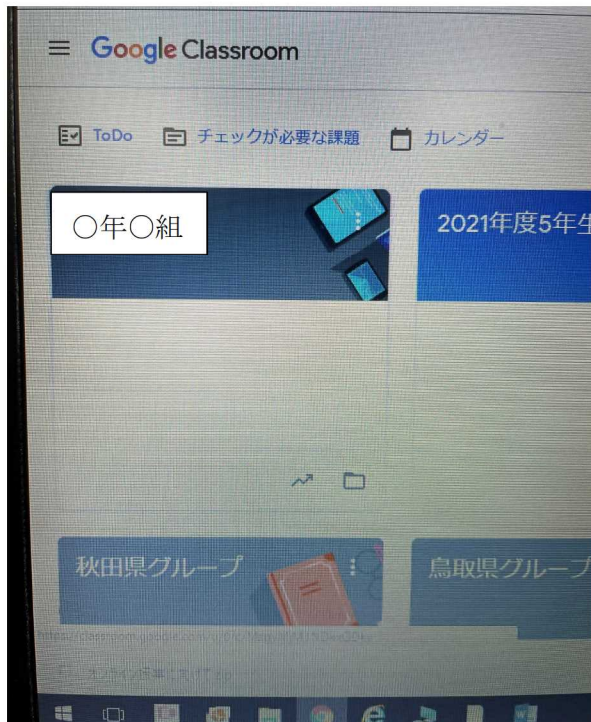 Google Classroom
ToDo チェックが必要な課題 カレンダー
〇年〇組
2021年度5年生
秋田県グループ
鳥取県グループ